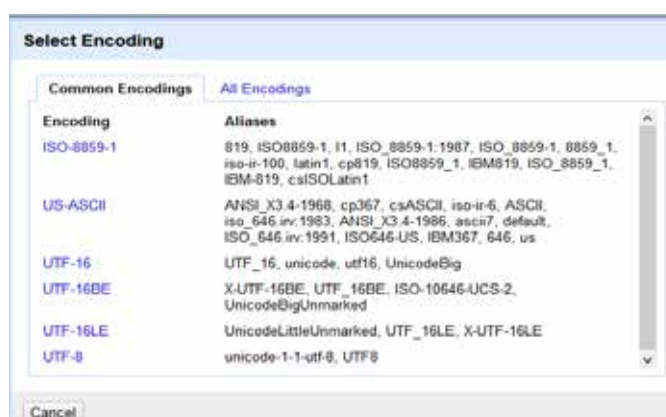 Select Encoding
Common Encodings All Encodings
Encoding Aliases
ISO-8859-1 819, ISO8859-1, l1, ISO_8859-1:1987, ISO_8859-1, 8859_1,
iso-ir-100, latin1, cp819, ISO8859_1, IBM819, ISO_8859_1,
IBM-819, csISOLatin1
US-ASCII ANSI_X3.4-1968, cp367, csASCII, iso-ir-6, ASCII,
iso_646.irv:1983, ANSI_X3.4-1986, ascii7, default,
ISO_646.irv:1991, ISO646-US, IBM367, 646, us
UTF-16 UTF_16, unicode, utf16, UnicodeBig
UTF-16BE X-UTF-16BE, UTF_16BE, ISO-10646-UCS-2,
UnicodeBigUnmarked
UTF-16LE UnicodeLittleUnmarked, UTF_16LE, X-UTF-16LE
UTF-8 unicode-1-1-utf-8, UTF8
Cancel